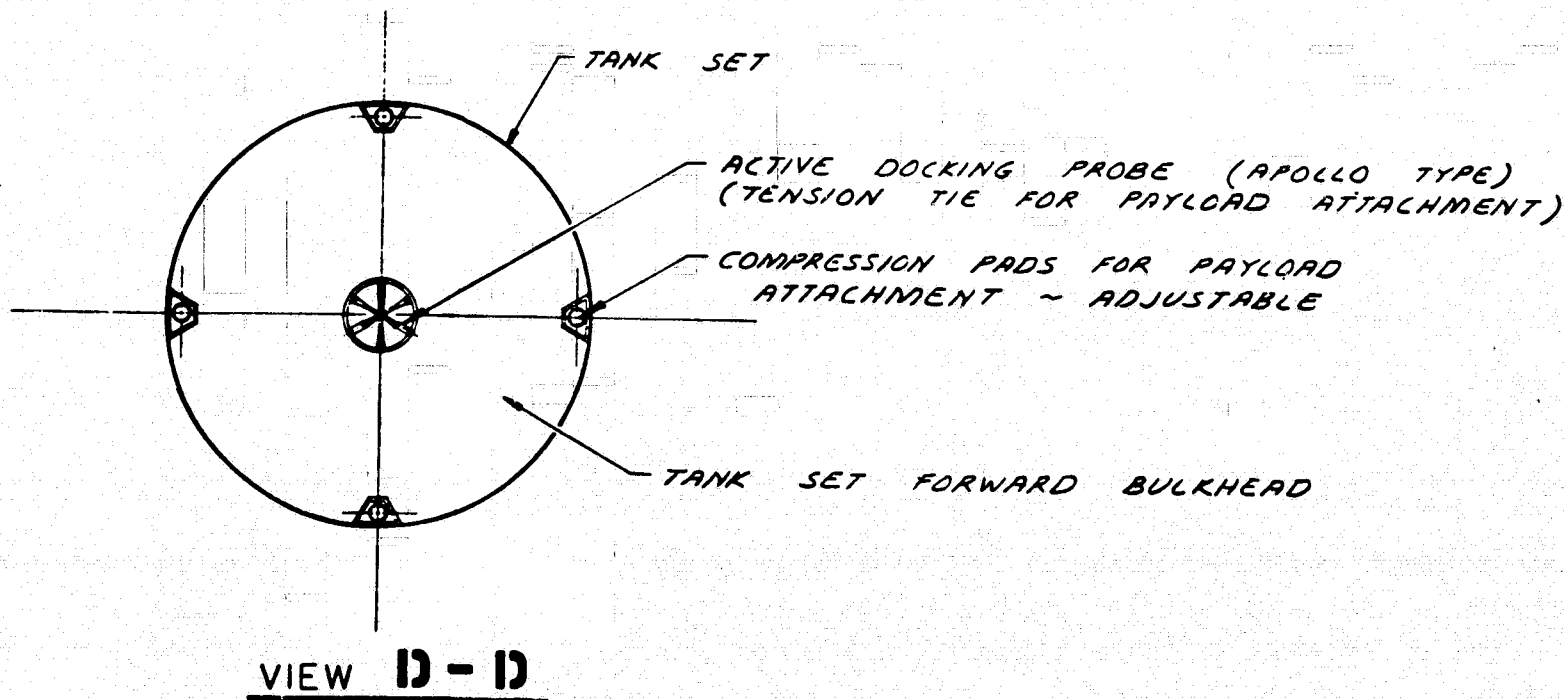 TANK SET
ACTIVE DOCKING PROBE (APOLLO TYPE)
(TENSION TIE FOR PAYLOAD ATTACHMENT)
COMPRESSION PADS FOR PAYLOAD
ATTACHMENT ~ ADJUSTABLE
TANK SET FORWARD BULKHEAD
VIEW D-D